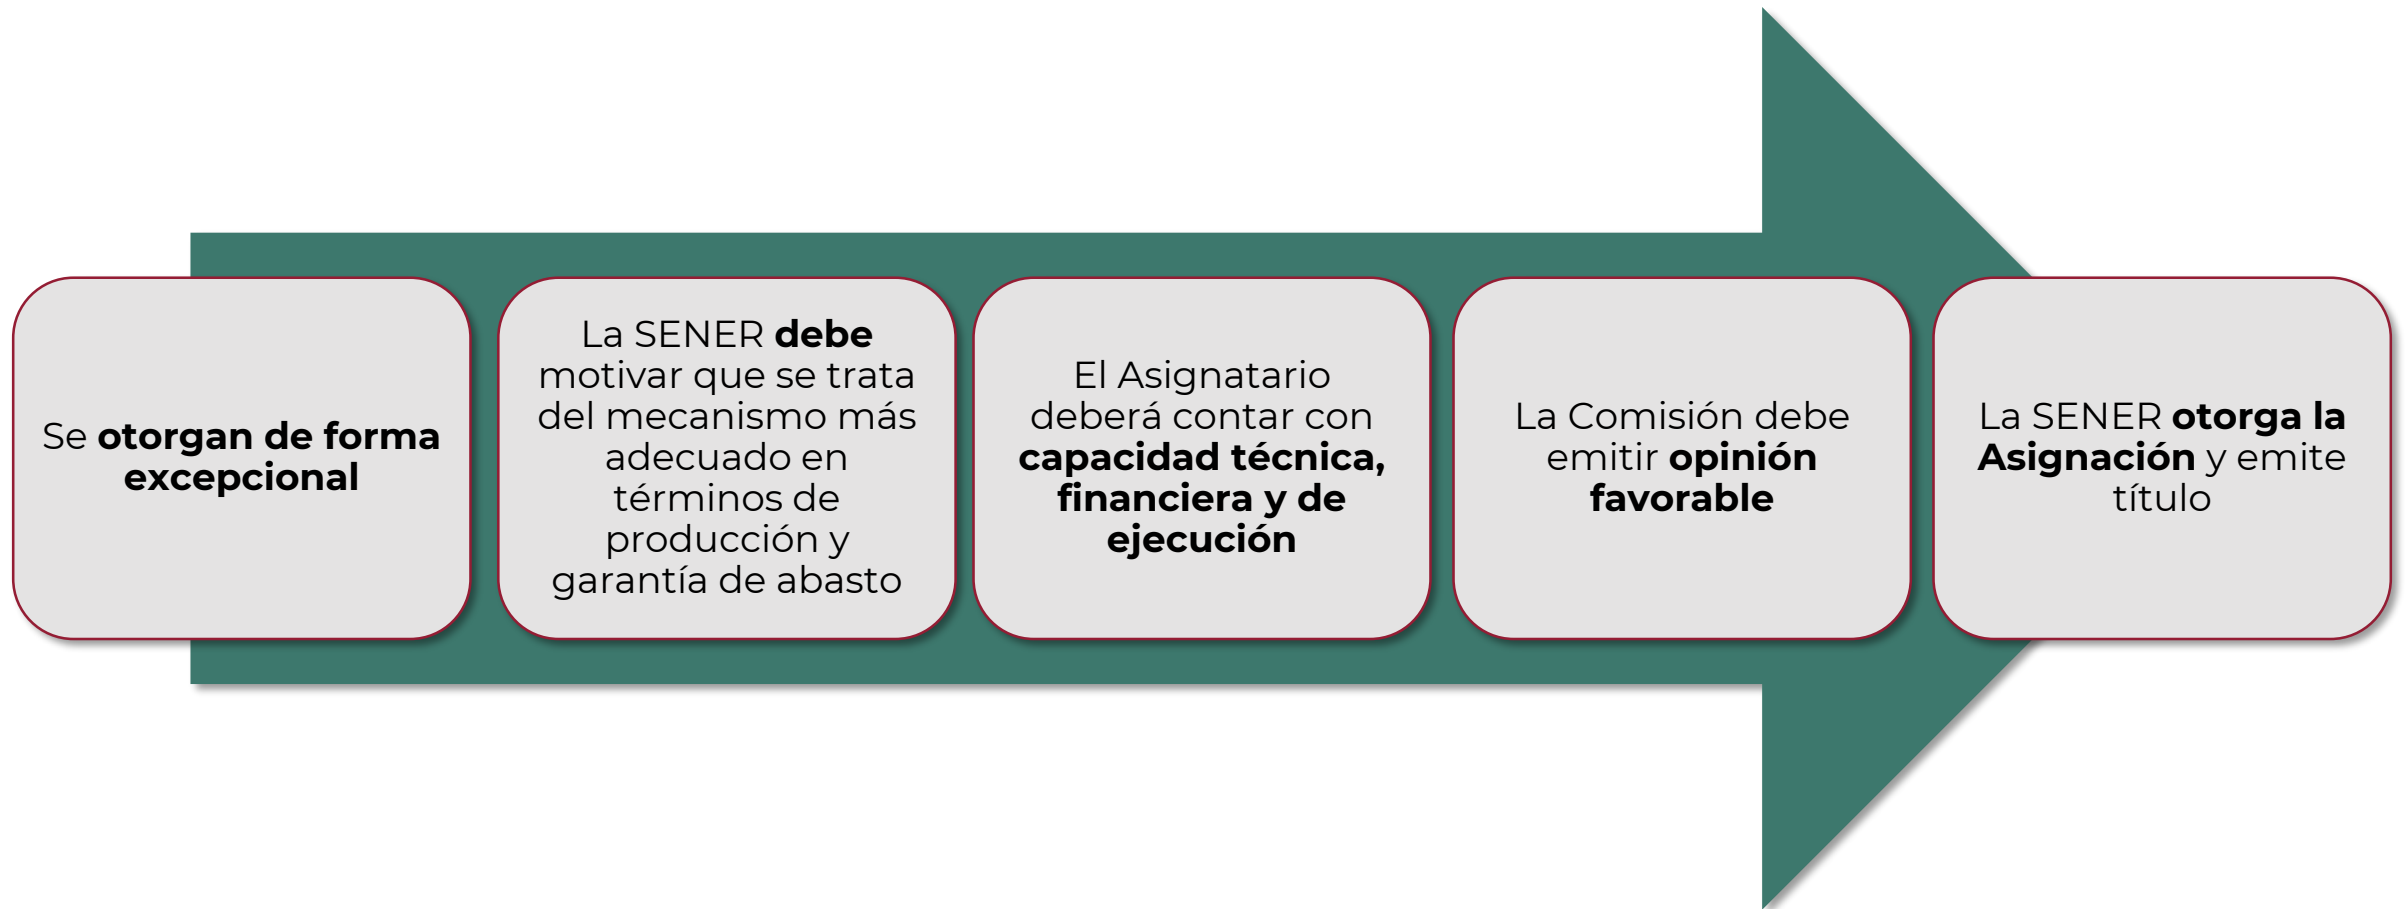 Se otorgan de forma
excepcional
La SENER debe
motivar que se trata
del mecanismo más
adecuado en
términos de
producción y
garantía de abasto
El Asignatario
deberá contar con
capacidad técnica,
financiera y de
ejecución
La Comisión debe
emitir opinión
favorable
La SENER otorga la
Asignación y emite
título